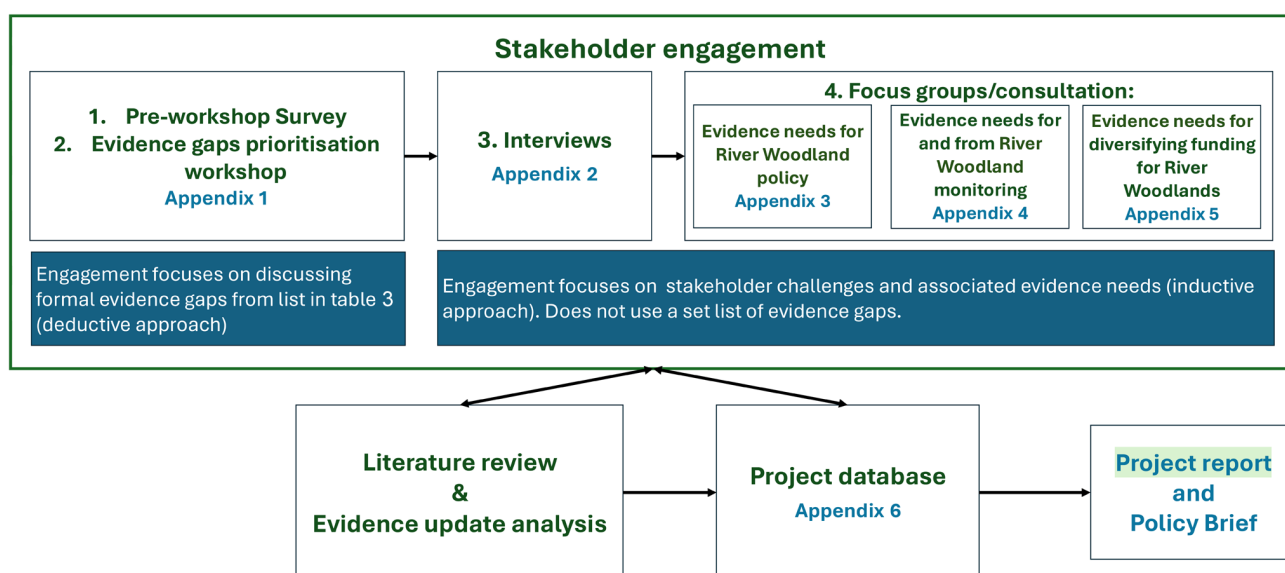 Stakeholder engagement
1. Pre-workshop Survey
2. Evidence gaps prioritisation
workshop
Appendix 1
3. Interviews
Appendix 2
4. Focus groups/consultation:
Evidence needs for
River Woodland
policy
Appendix 3
Evidence needs for
and from River
Woodland
monitoring
Appendix 4
Evidence needs for
diversifying funding
for River
Woodlands
Appendix 5
Engagement focuses on discussing
formal evidence gaps from list in table 3
(deductive approach)
Engagement focuses on stakeholder challenges and associated evidence needs (inductive
approach). Does not use a set list of evidence gaps.
Literature review
&
Evidence update analysis
Project database
Appendix 6
Project report
and
Policy Brief